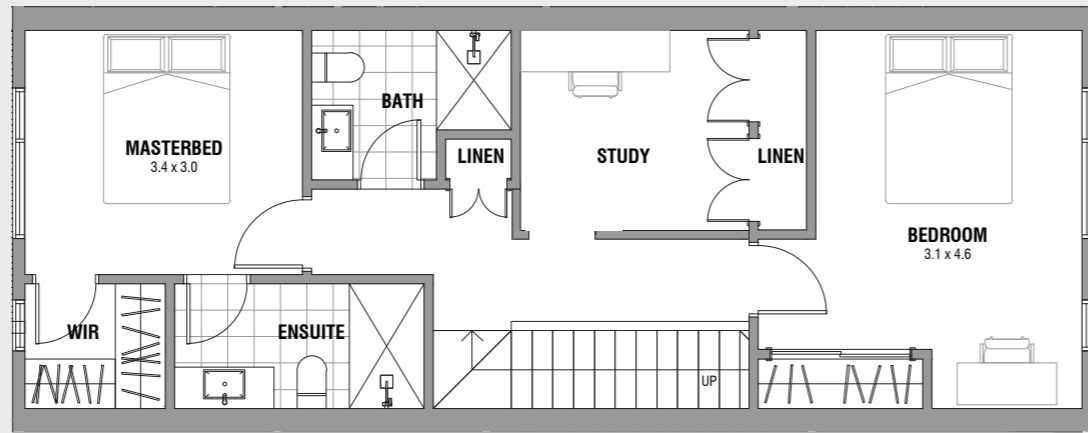 MASTERBED
3.4 x 3.0
BATH
LINEN
STUDY
LINEN
BEDROOM
3.1 x 4.6
WIR
ENSUITE
UP